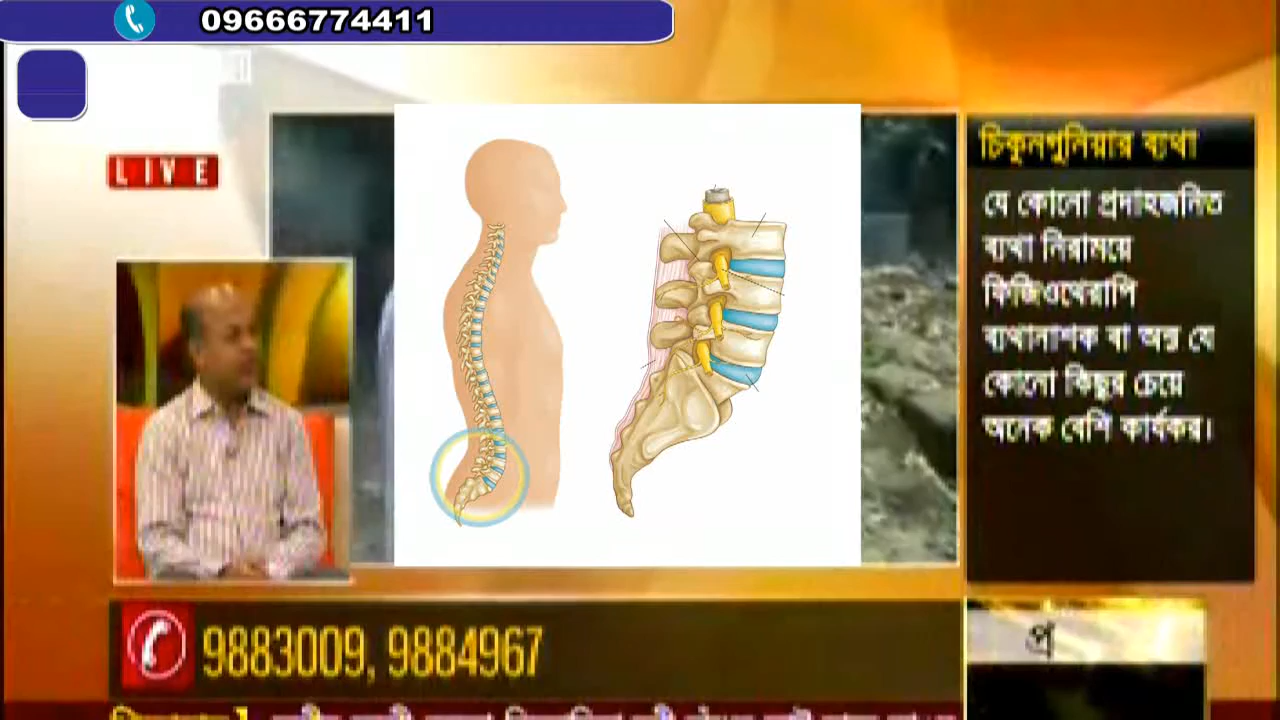 09666774411
LIVE
চিকুনগুনিয়ার ব্যথা
যে কোনো প্রদাহজনিত
ব্যথা নিরাময়ে
ফিজিওথেরাপি
ব্যথানাশক বা অন্য যে
কোনো কিছুর চেয়ে
অনেক বেশি কার্যকর।
9883009, 9884967
প্র